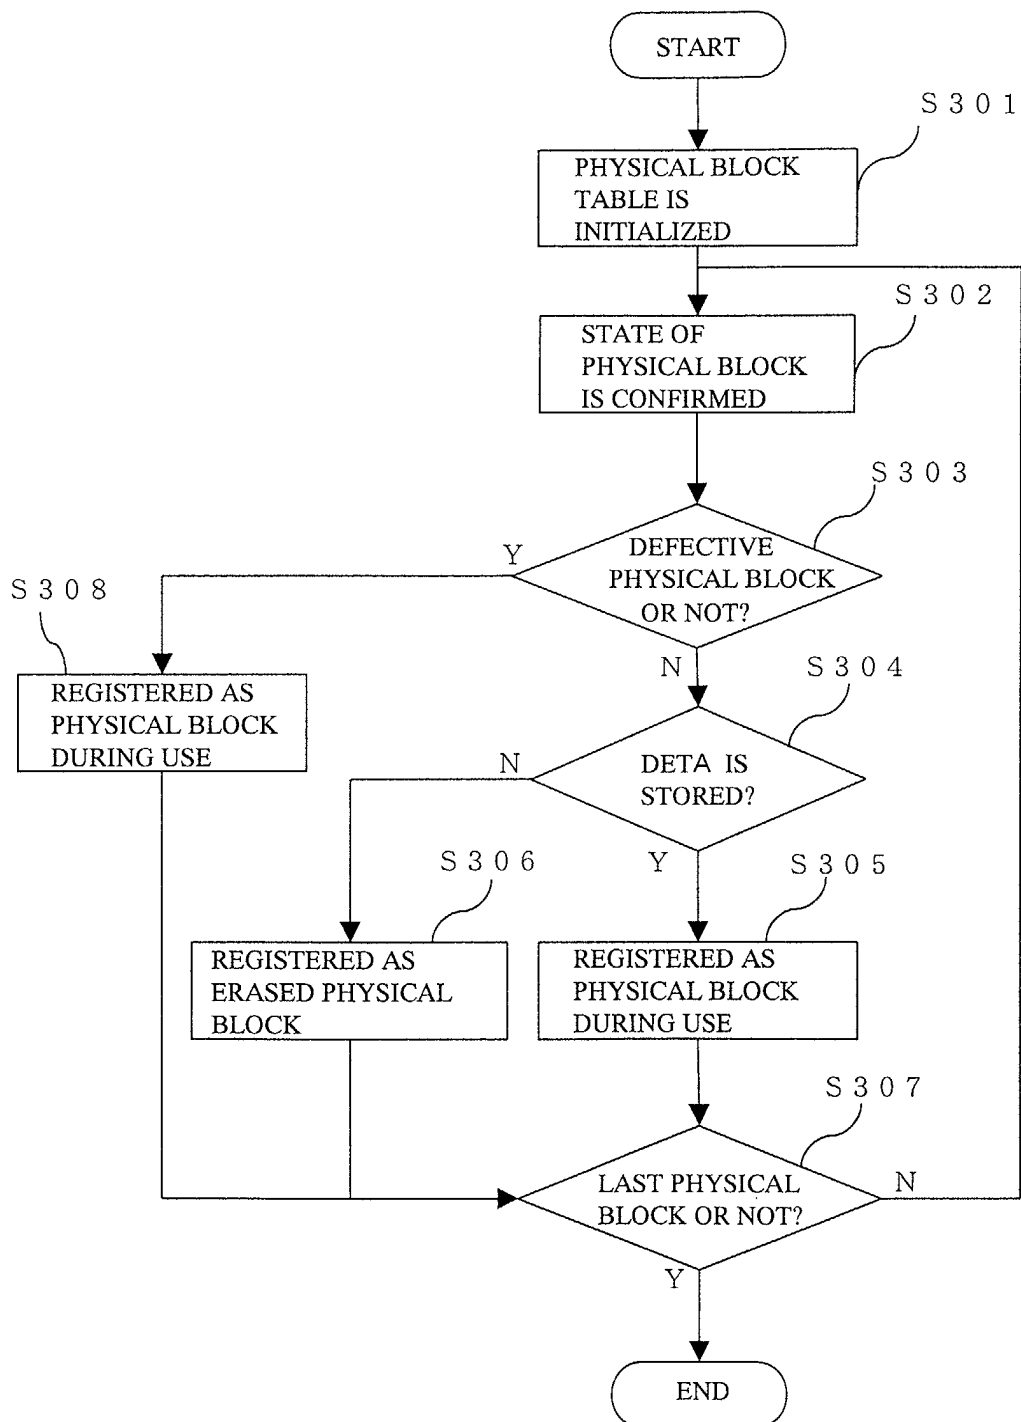 START
S301
PHYSICAL BLOCK
TABLE IS
INITIALIZED
S302
STATE OF
PHYSICAL BLOCK
IS CONFIRMED
S303
DEFECTIVE
PHYSICAL BLOCK
OR NOT?
Y
N
S308
REGISTERED AS
PHYSICAL BLOCK
DURING USE
S304
DETA IS
STORED?
N
Y
S306
REGISTERED AS
ERASED PHYSICAL
BLOCK
S305
REGISTERED AS
PHYSICAL BLOCK
DURING USE
S307
LAST PHYSICAL
BLOCK OR NOT?
N
Y
END